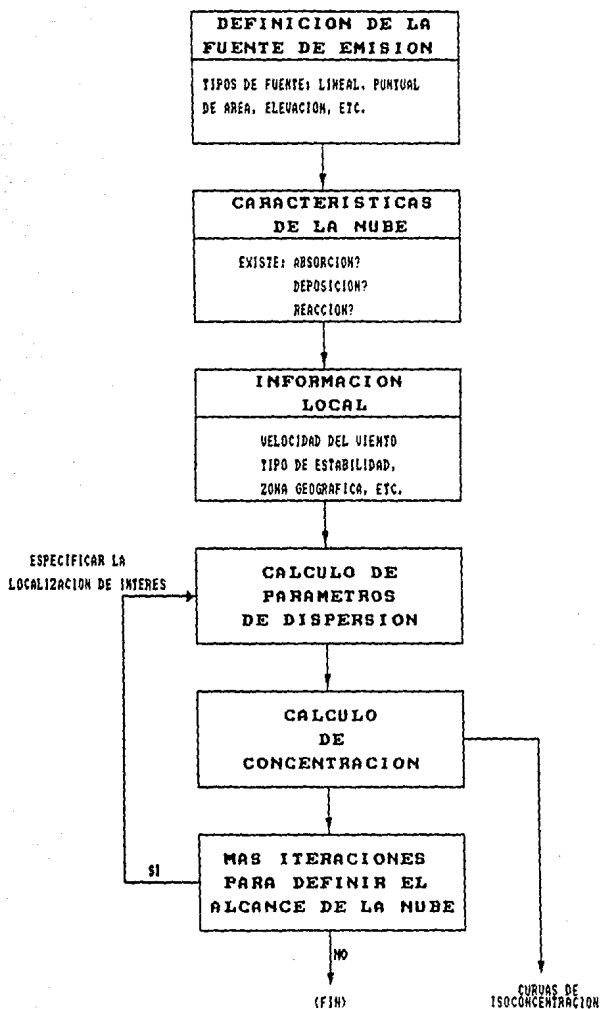 DEFINICION DE LA
FUENTE DE EMISION
TIPOS DE FUENTE: LINEAL, PUNTUAL
DE AREA, ELEVACION, ETC.
CARACTERISTICAS
DE LA NUBE
EXISTE: ABSORCION?
DEPOSICION?
REACCION?
INFORMACION
LOCAL
VELOCIDAD DEL VIENTO
TIPO DE ESTABILIDAD,
ZONA GEOGRAFICA, ETC.
ESPECIFICAR LA
LOCALIZACION DE INTERES
CALCULO DE
PARAMETROS
DE DISPERSION
CALCULO
DE
CONCENTRACION
MAS ITERACIONES
PARA DEFINIR EL
ALCANCE DE LA NUBE
SI
NO
(FIN)
CURVAS DE
ISOCONCENTRACION